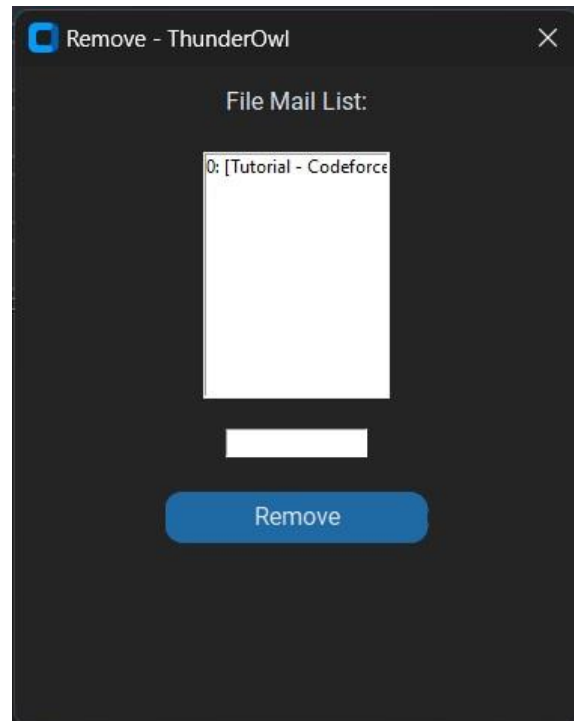 Remove - ThunderOwl
File Mail List:
0: [Tutorial - Codeforce
Remove